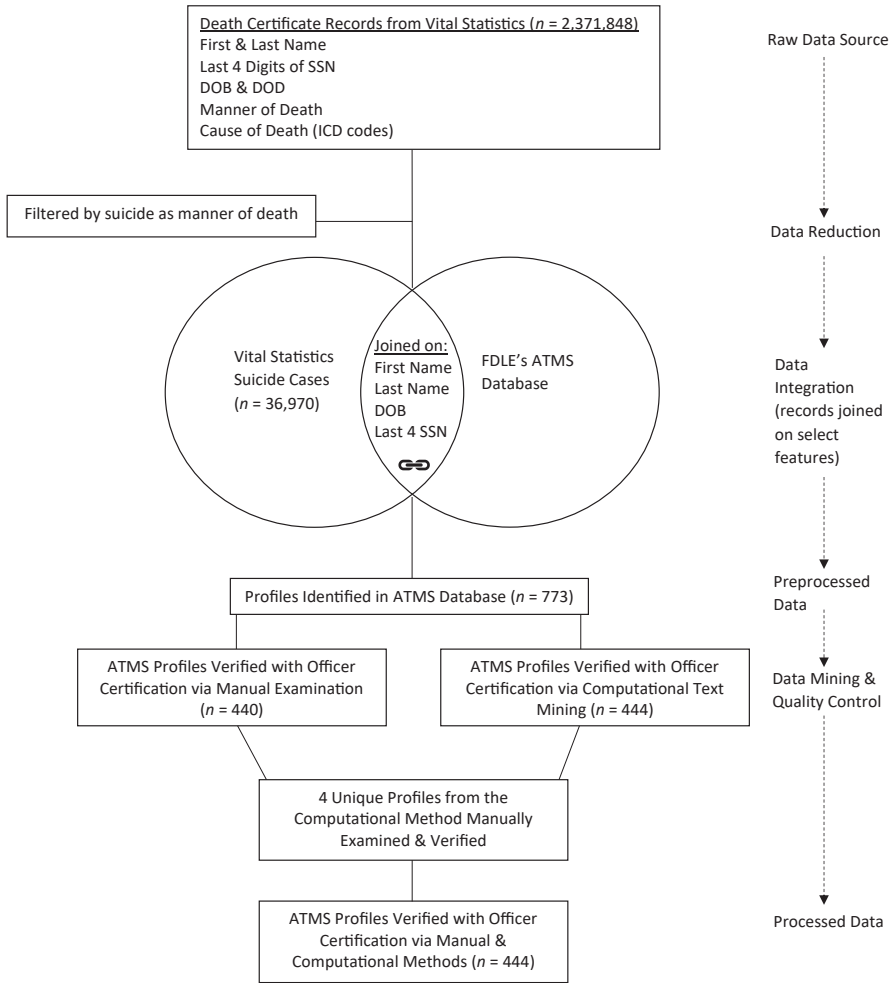 Death Certificate Records from Vital Statistics (n = 2,371,848)
First & Last Name
Last 4 Digits of SSN
DOB & DOD
Manner of Death
Cause of Death (ICD codes)
Raw Data Source
Filtered by suicide as manner of death
Data Reduction
Vital Statistics
Suicide Cases
(n = 36,970)
Joined on:
First Name
Last Name
DOB
Last 4 SSN
FDLE’s ATMS
Database
Data
Integration
(records joined
on select
features)
Profiles Identified in ATMS Database (n = 773)
Preprocessed
Data
ATMS Profiles Verified with Officer
Certification via Manual Examination
(n = 440)
ATMS Profiles Verified with Officer
Certification via Computational Text
Mining (n = 444)
Data Mining &
Quality Control
4 Unique Profiles from the
Computational Method Manually
Examined & Verified
ATMS Profiles Verified with Officer
Certification via Manual &
Computational Methods (n = 444)
Processed Data